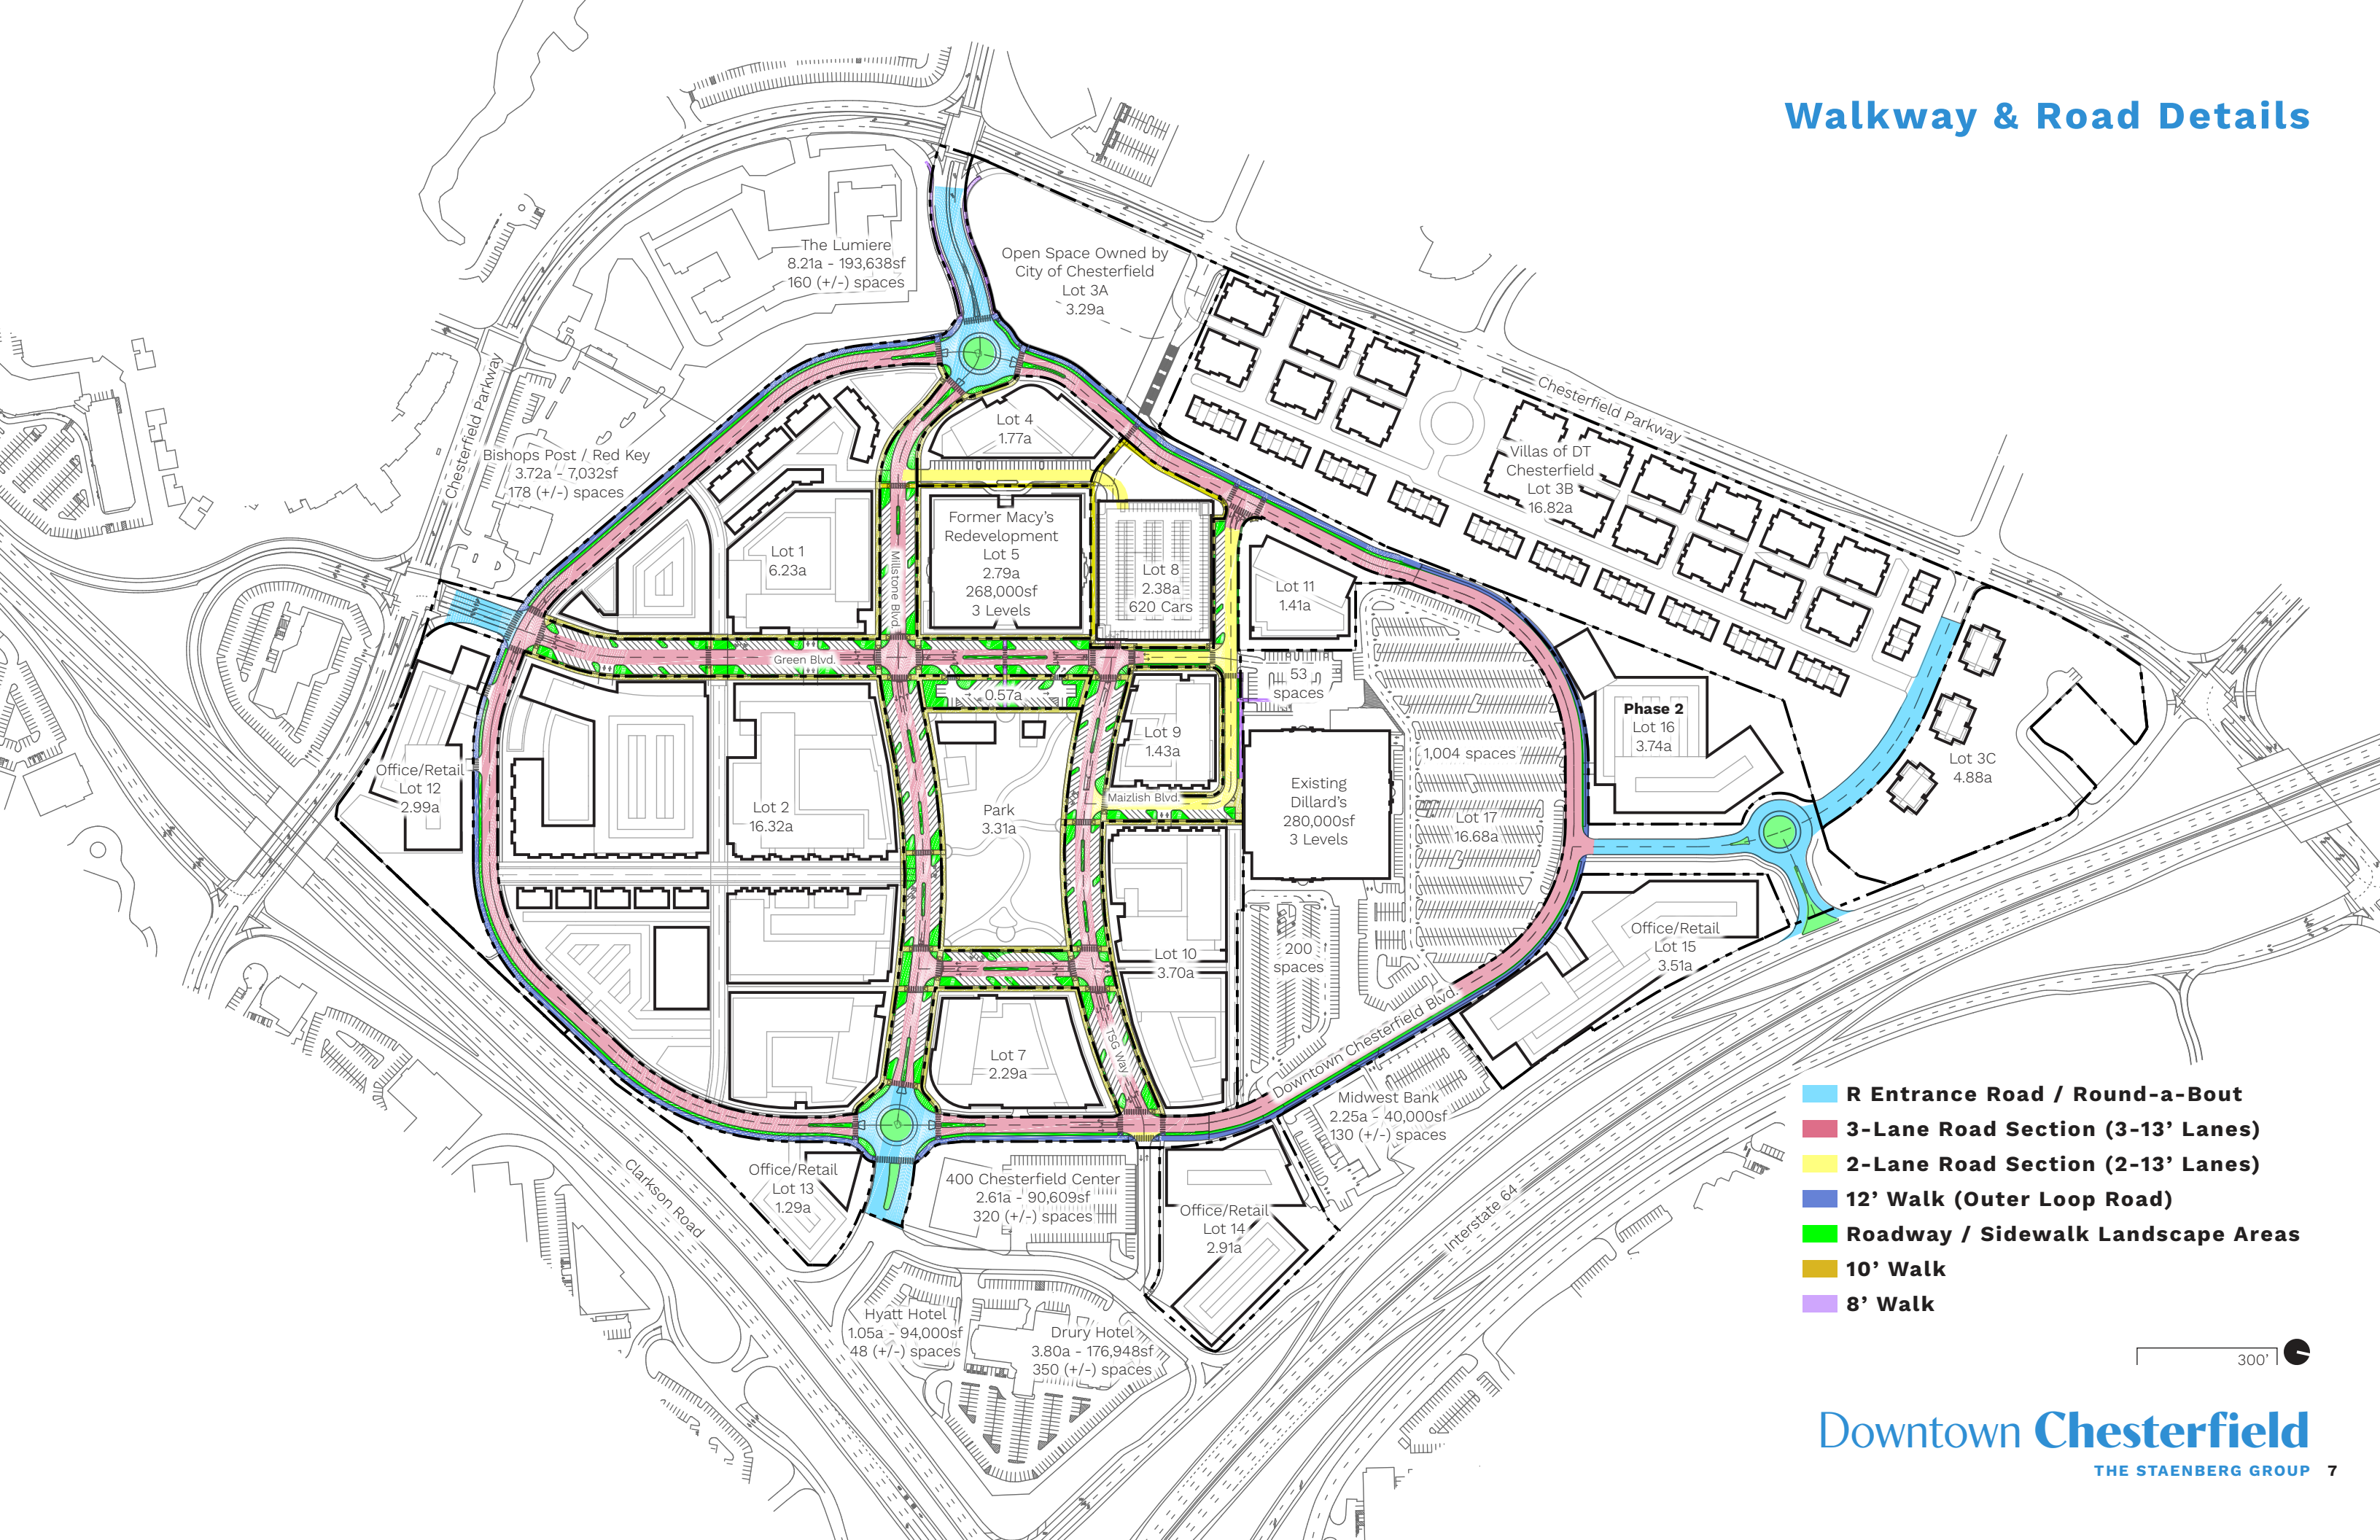 Walkway & Road Details
The Lumiere
8.21a - 193,638sf
160 (+/-) spaces
Open Space Owned by
City of Chesterfield
Lot 3A
3.29a
Chesterfield Parkway
Chesterfield Parkway
Bishops Post / Red Key
3.72a - 7,032sf
178 (+/-) spaces
Lot 4
1.77a
Villas of DT
Chesterfield
Lot 3B
16.82a
Former Macy's
Redevelopment
Lot 5
2.79a
268,000sf
3 Levels
Lot 1
6.23a
Millstone Blvd.
Lot 8
2.38a
620 Cars
Lot 11
1.41a
Green Blvd.
0.57a
53
spaces
Lot 9
1.43a
1,004 spaces
Phase 2
Lot 16
3.74a
Lot 3C
4.88a
Office/Retail
Lot 12
2.99a
Lot 2
16.32a
Park
3.31a
Maizlish Blvd.
Existing
Dillard's
280,000sf
3 Levels
Lot 17
16.68a
Lot 10
3.70a
200
spaces
Office/Retail
Lot 15
3.51a
Lot 7
2.29a
TSG Way
Downtown Chesterfield Blvd.
Midwest Bank
2.25a - 40,000sf
130 (+/-) spaces
Clarkson Road
Office/Retail
Lot 13
1.29a
400 Chesterfield Center
2.61a - 90,609sf
320 (+/-) spaces
Office/Retail
Lot 14
2.91a
Interstate 64
Hyatt Hotel
1.05a - 94,000sf
48 (+/-) spaces
Drury Hotel
3.80a - 176,948sf
350 (+/-) spaces
R Entrance Road / Round-a-Bout
3-Lane Road Section (3-13' Lanes)
2-Lane Road Section (2-13' Lanes)
12' Walk (Outer Loop Road)
Roadway / Sidewalk Landscape Areas
10' Walk
8' Walk
300'
Downtown Chesterfield
THE STAENBERG GROUP 7